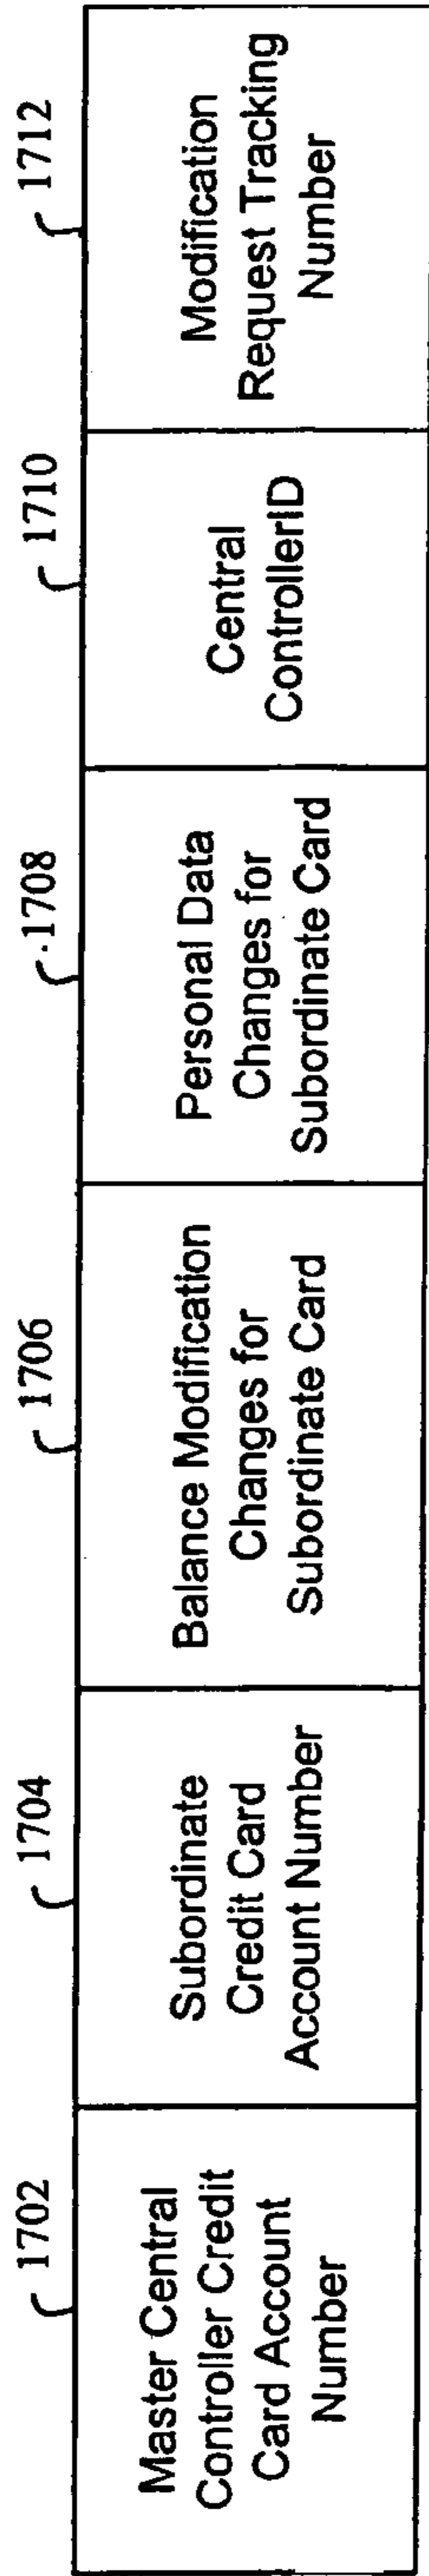 1702
Master Central
Controller Credit
Card Account
Number
1704
Subordinate
Credit Card
Account Number
1706
Balance Modification
Changes for
Subordinate Card
1708
Personal Data
Changes for
Subordinate Card
1710
Central
ControllerID
1712
Modification
Request Tracking
Number